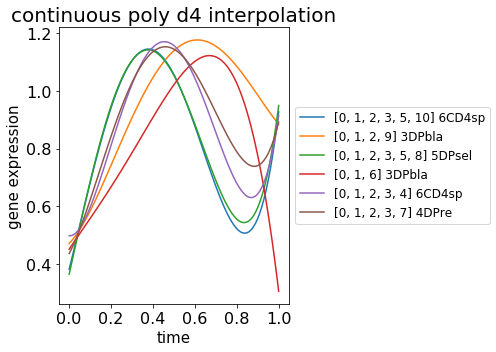 continuous poly d4 interpolation
gene expression
1.2
1.0
0.8
0.6
0.4
0.0 0.2 0.4 0.6 0.8 1.0
time
[0, 1, 2, 3, 5, 10] 6CD4sp
[0, 1, 2, 9] 3DPbla
[0, 1, 2, 3, 5, 8] 5DPsel
[0, 1, 6] 3DPbla
[0, 1, 2, 3, 4] 6CD4sp
[0, 1, 2, 3, 7] 4DPre